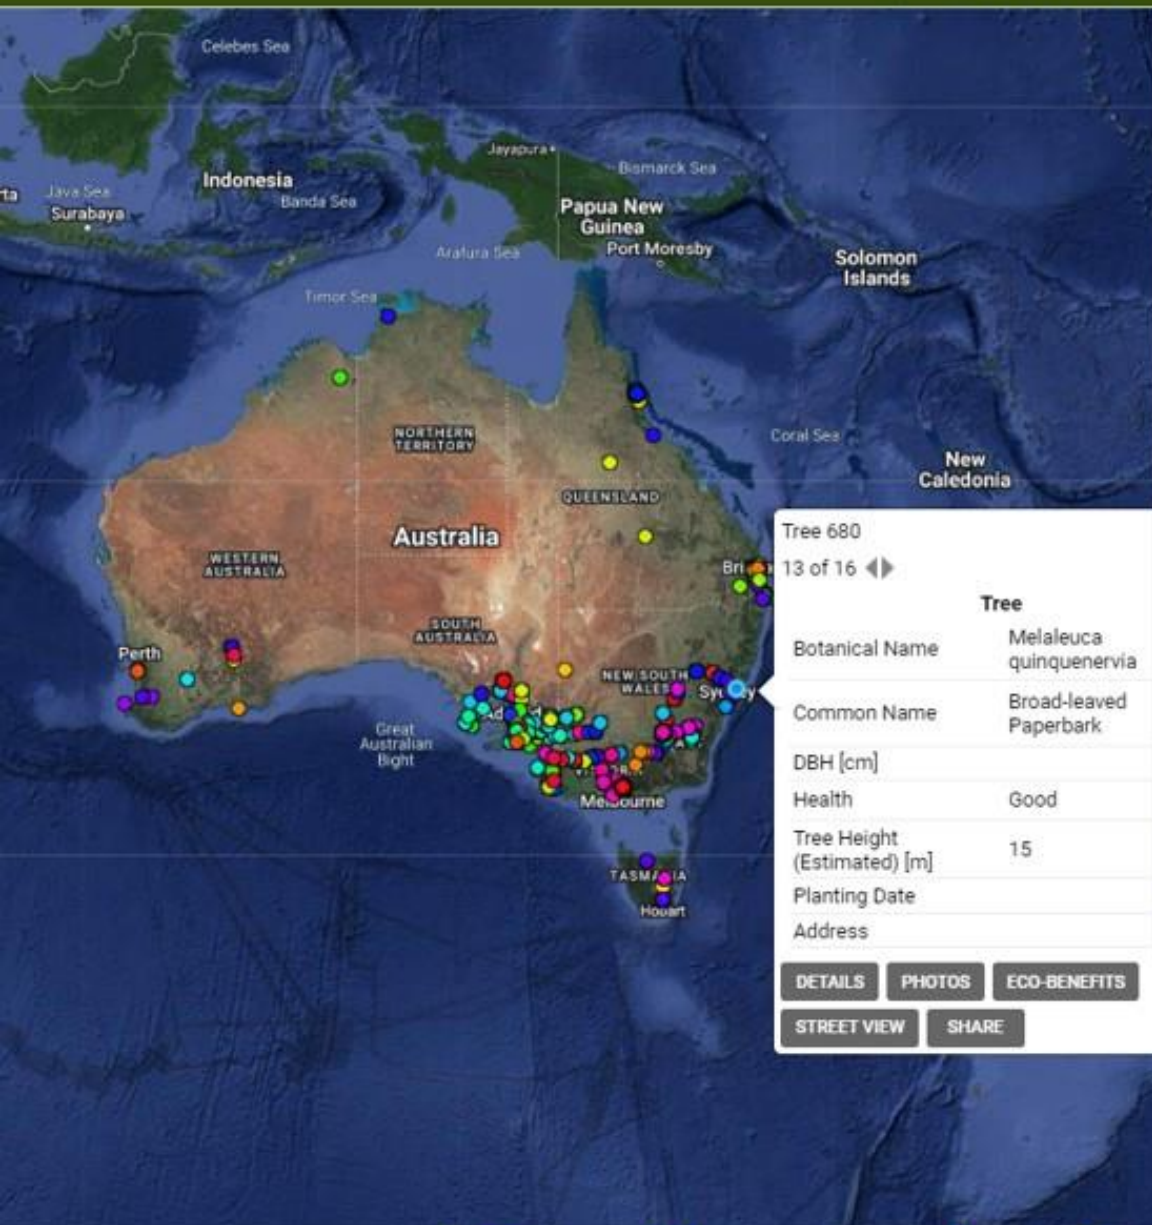 Celebes Sea
Jayapura
Bismarck Sea
Indonesia
Java Sea
Banda Sea
Surabaya
Papua New
Guinea
Port Moresby
Arafura Sea
Solomon
Islands
Timor Sea
NORTHERN
TERRITORY
Coral Sea
New
Caledonia
QUEENSLAND
Australia
WESTERN
AUSTRALIA
SOUTH
AUSTRALIA
Perth
NEW SOUTH
WALES
Great
Australian
Bight
Melbourne
TASMANIA
Hobart
Tree 680
13 of 16
Tree
Botanical Name Melaleuca
quinquenervia
Common Name Broad-leaved
Paperbark
DBH [cm]
Health Good
Tree Height
(Estimated) [m] 15
Planting Date
Address
DETAILS PHOTOS ECO-BENEFITS
STREET VIEW SHARE